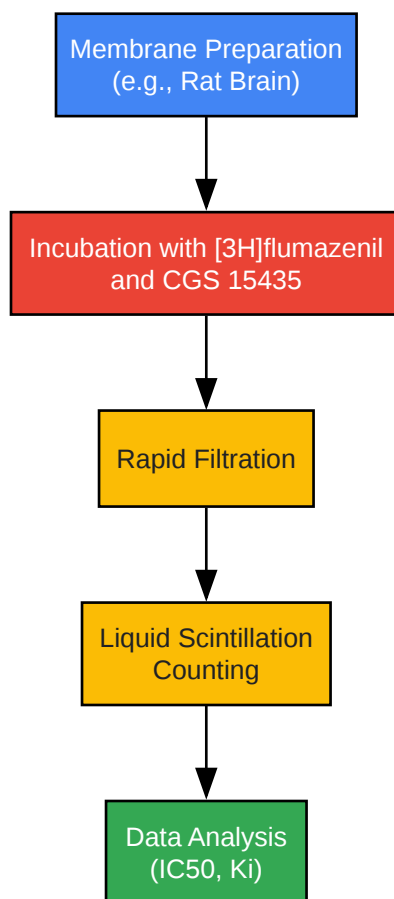 Membrane Preparation
(e.g., Rat Brain)
Incubation with [3H]flumazenil
and CGS 15435
Rapid Filtration
Liquid Scintillation
Counting
Data Analysis
(IC50, Ki)